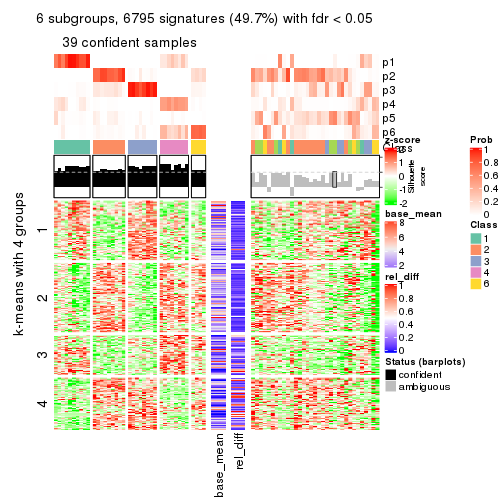 6 subgroups, 6795 signatures (49.7%) with fdr < 0.05
39 confident samples
p1
p2
p3
p4
p5
p6
Class
Silhouette
score
k-means with 4 groups
1
2
3
4
base_mean
rel_diff
z-score
2
1
0
-1
-2
base_mean
8
6
4
2
rel_diff
1
0.8
0.6
0.4
0.2
0
Status (barplots)
confident
ambiguous
Prob
1
0.8
0.6
0.4
0.2
0
Class
1
2
3
4
6